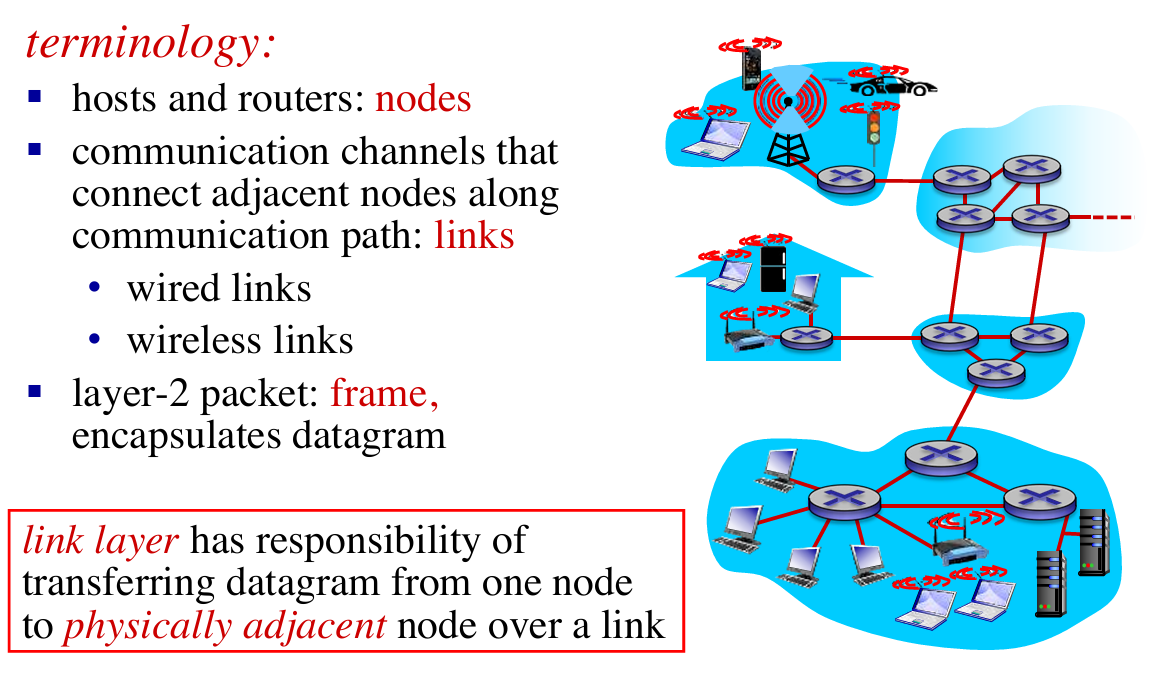 terminology:
▪ hosts and routers: nodes
▪ communication channels that
connect adjacent nodes along
communication path: links
• wired links
• wireless links
▪ layer-2 packet: frame,
encapsulates datagram
link layer has responsibility of
transferring datagram from one node
to physically adjacent node over a link